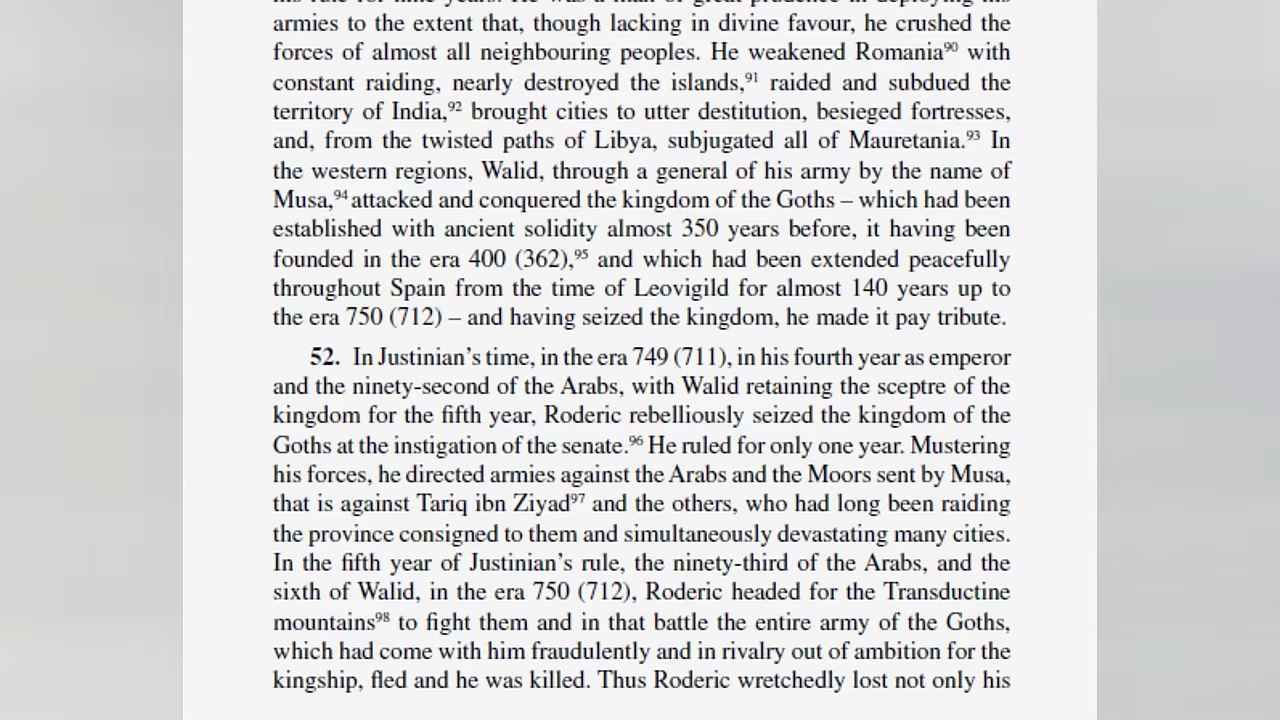 his rule for nine years. He was a man of great prudence in deploying his
armies to the extent that, though lacking in divine favour, he crushed the
forces of almost all neighbouring peoples. He weakened Romania⁹⁰ with
constant raiding, nearly destroyed the islands,⁹¹ raided and subdued the
territory of India,⁹² brought cities to utter destitution, besieged fortresses,
and, from the twisted paths of Libya, subjugated all of Mauretania.⁹³ In
the western regions, Walid, through a general of his army by the name of
Musa,⁹⁴ attacked and conquered the kingdom of the Goths – which had been
established with ancient solidity almost 350 years before, it having been
founded in the era 400 (362),⁹⁵ and which had been extended peacefully
throughout Spain from the time of Leovigild for almost 140 years up to
the era 750 (712) – and having seized the kingdom, he made it pay tribute.
52. In Justinian's time, in the era 749 (711), in his fourth year as emperor
and the ninety-second of the Arabs, with Walid retaining the sceptre of the
kingdom for the fifth year, Roderic rebelliously seized the kingdom of the
Goths at the instigation of the senate.⁹⁶ He ruled for only one year. Mustering
his forces, he directed armies against the Arabs and the Moors sent by Musa,
that is against Tariq ibn Ziyad⁹⁷ and the others, who had long been raiding
the province consigned to them and simultaneously devastating many cities.
In the fifth year of Justinian's rule, the ninety-third of the Arabs, and the
sixth of Walid, in the era 750 (712), Roderic headed for the Transductine
mountains⁹⁸ to fight them and in that battle the entire army of the Goths,
which had come with him fraudulently and in rivalry out of ambition for the
kingship, fled and he was killed. Thus Roderic wretchedly lost not only his